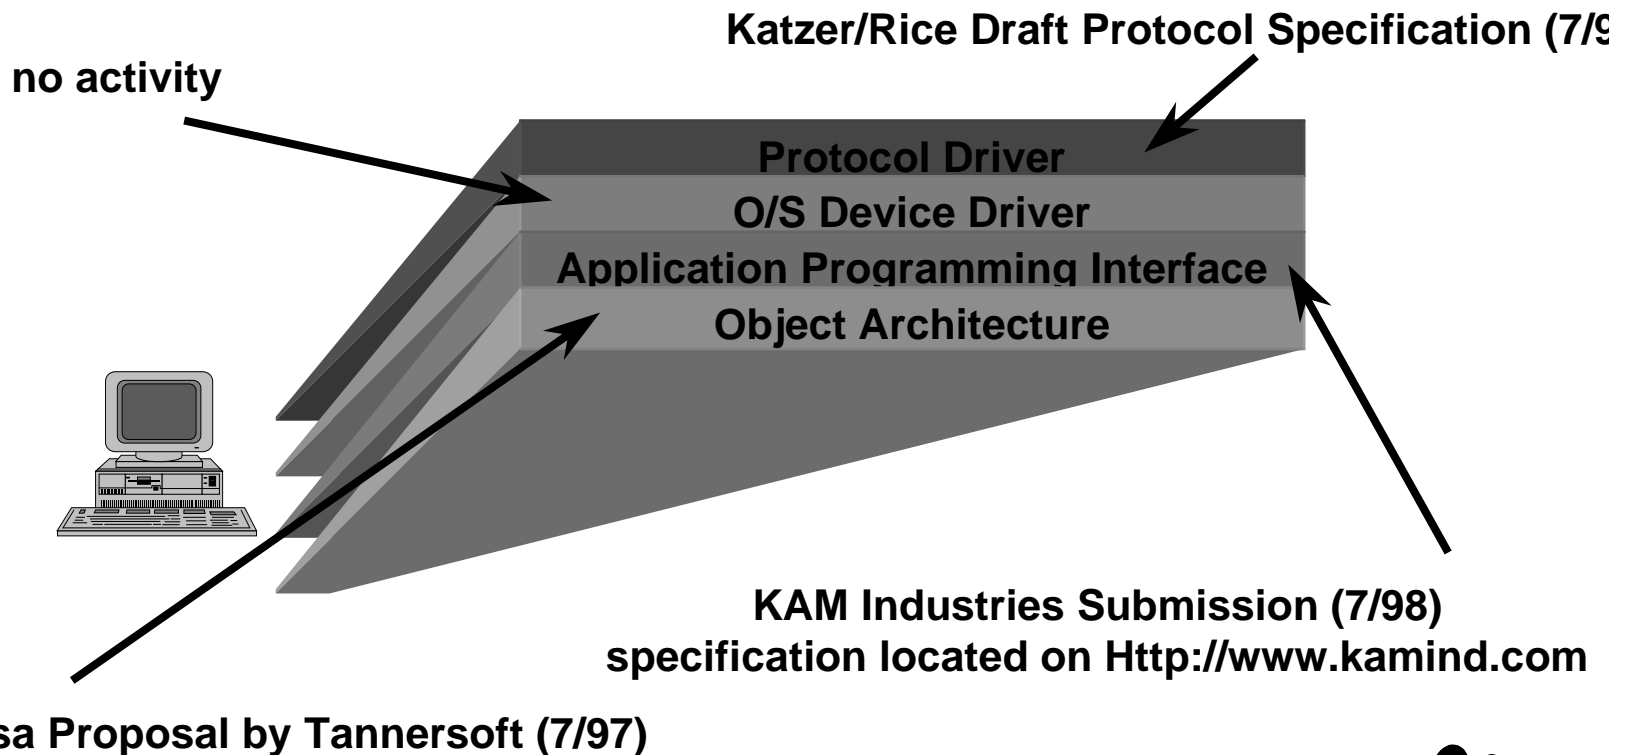 Katzer/Rice Draft Protocol Specification (7/9
no activity
Protocol Driver
O/S Device Driver
Application Programming Interface
Object Architecture
KAM Industries Submission (7/98)
specification located on Http://www.kamind.com
sa Proposal by Tannersoft (7/97)